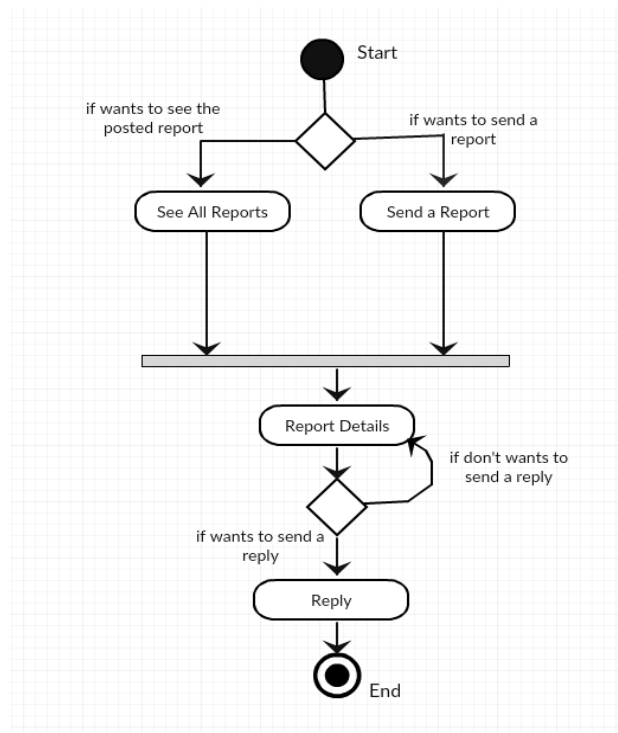 Start
if wants to see the
posted report
if wants to send a
report
See All Reports
Send a Report
Report Details
if don't wants to
send a reply
if wants to send a
reply
Reply
End